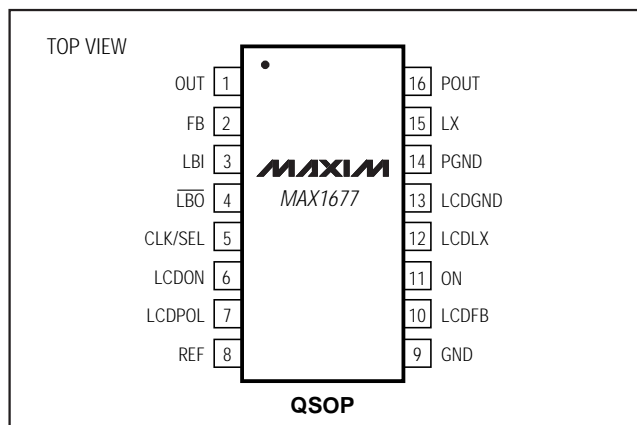 TOP VIEW
OUT 1
FB 2
LBI 3
LBO 4
CLK/SEL 5
LCDON 6
LCDPOL 7
REF 8
MAXIM
MAX1677
16 POUT
15 LX
14 PGND
13 LCDGND
12 LCDLX
11 ON
10 LCDFB
9 GND
QSOP